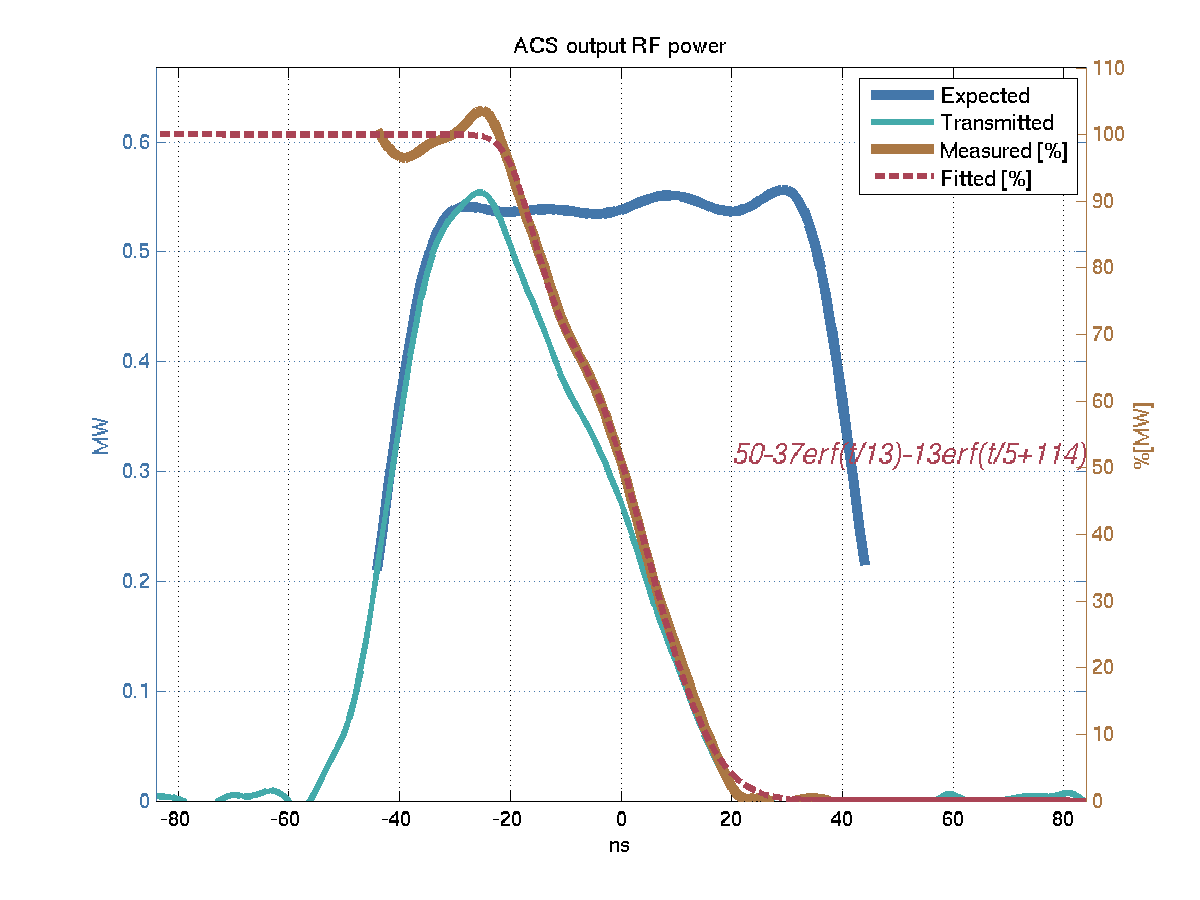 ACS output RF power
Expected
Transmitted
Measured [%]
Fitted [%]
50-37erf(t/13)-13erf(t/5+114)
MW
0.6
0.5
0.4
0.3
0.2
0.1
0
110
100
90
80
70
60
50
40
30
20
10
0
%[MW]
-80 -60 -40 -20 0 20 40 60 80
ns